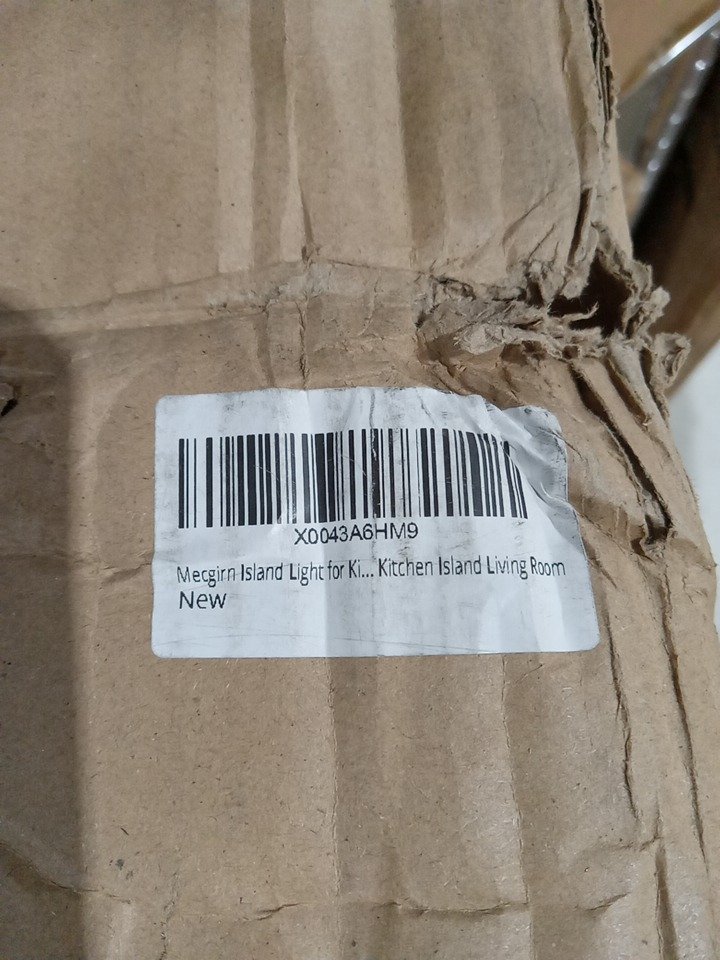 X0043A6HM9
Mecgirn Island Light for Ki... Kitchen Island Living Room
New